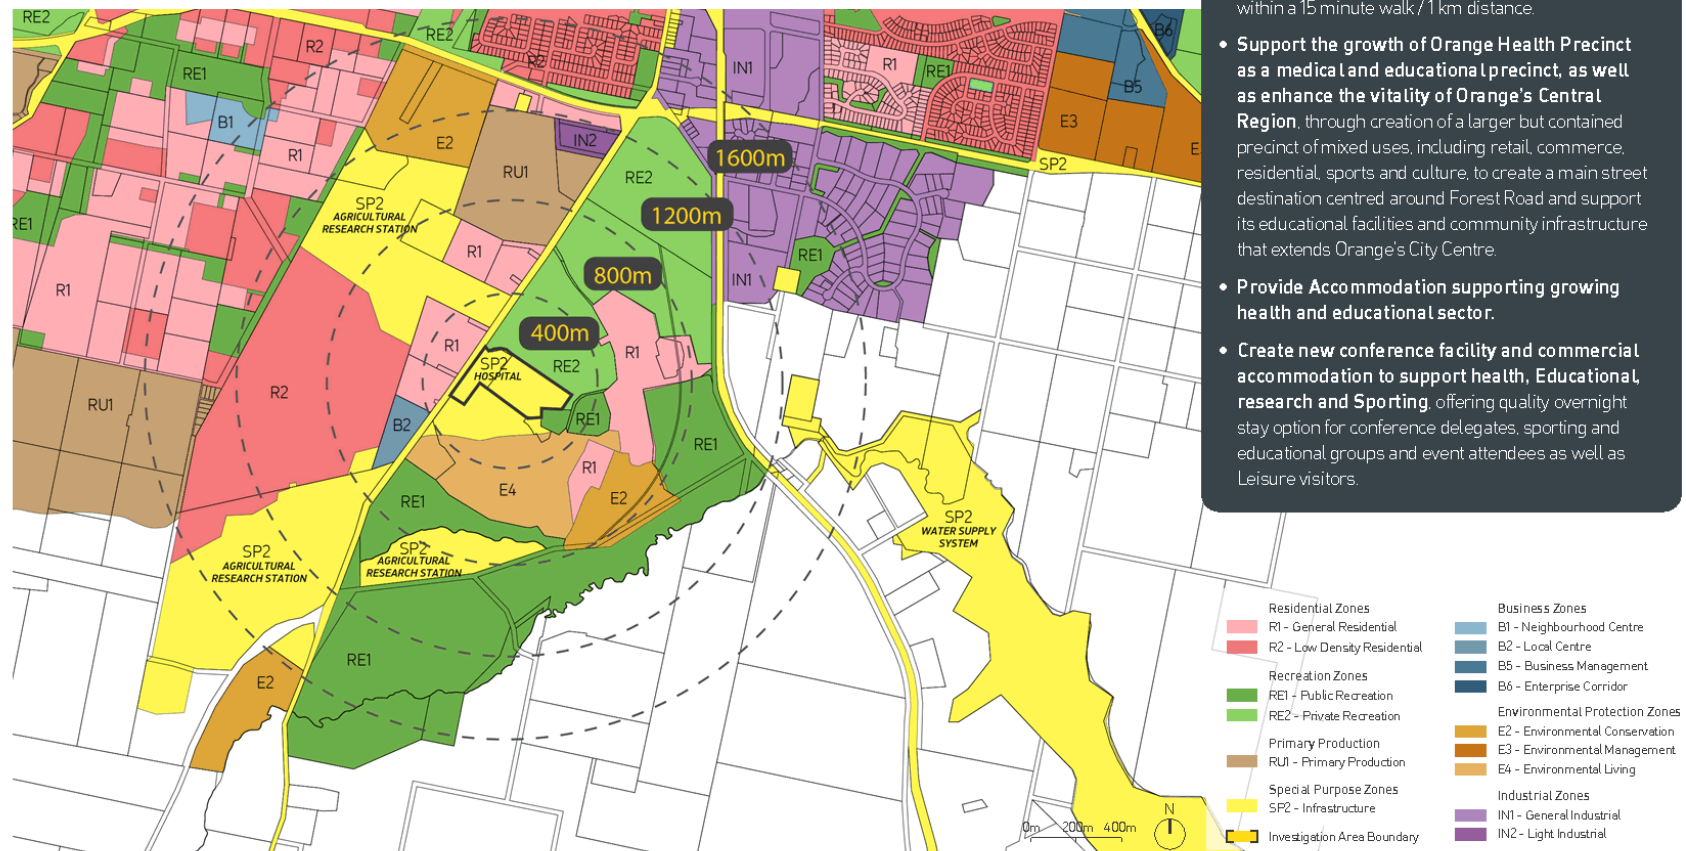 RE2
R2
RE2
RE1
R2
IN1
R1
RE1
B6
B5
B1
E2
IN2
E3
E
R1
RU1
RE2
1600m
SP2
SP2
AGRICULTURAL
RESEARCH STATION
1200m
RE1
R1
RE1
800m
IN1
R1
400m
R1
SP2
HOSPITAL
RE2
R1
R2
RU1
B2
RE1
RE1
R1
E4
E2
RE1
SP2
WATER SUPPLY
SYSTEM
SP2
AGRICULTURAL
RESEARCH STATION
SP2
AGRICULTURAL
RESEARCH STATION
RE1
E2
0m 200m 400m
N
within a 15 minute walk / 1 km distance.
• Support the growth of Orange Health Precinct
as a medical and educational precinct, as well
as enhance the vitality of Orange's Central
Region, through creation of a larger but contained
precinct of mixed uses, including retail, commerce,
residential, sports and culture, to create a main street
destination centred around Forest Road and support
its educational facilities and community infrastructure
that extends Orange's City Centre.
• Provide Accommodation supporting growing
health and educational sector.
• Create new conference facility and commercial
accommodation to support health, Educational,
research and Sporting, offering quality overnight
stay option for conference delegates, sporting and
educational groups and event attendees as well as
Leisure visitors.
Residential Zones
R1 - General Residential
R2 - Low Density Residential
Recreation Zones
RE1 - Public Recreation
RE2 - Private Recreation
Primary Production
RU1 - Primary Production
Special Purpose Zones
SP2 - Infrastructure
Investigation Area Boundary
Business Zones
B1 - Neighbourhood Centre
B2 - Local Centre
B5 - Business Management
B6 - Enterprise Corridor
Environmental Protection Zones
E2 - Environmental Conservation
E3 - Environmental Management
E4 - Environmental Living
Industrial Zones
IN1 - General Industrial
IN2 - Light Industrial